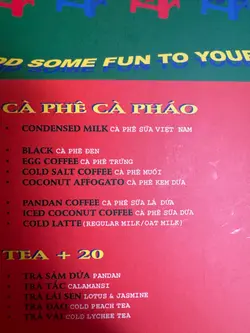 OD SOME FUN TO YOUR
CÀ PHÊ CÀ PHÁO
• CONDENSED MILK CÀ PHÊ SỮA VIỆT NAM
• BLACK CÀ PHÊ ĐEN
• EGG COFFEE CÀ PHÊ TRỨNG
• COLD SALT COFFEE CÀ PHÊ MUỐI
• COCONUT AFFOGATO CÀ PHÊ KEM DỪA
• PANDAN COFFEE CÀ PHÊ SỮA LÁ DỨA
• ICED COCONUT COFFEE CÀ PHÊ SỮA DỪA
• COLD LATTE (REGULAR MILK/OAT MILK)
TEA + 20
• TRÀ SÂM DỨA PANDAN
• TRÀ TẮC CALAMANSI
• TRÀ LÀI SEN LOTUS & JASMINE
• TRÀ ĐÀO COLD PEACH TEA
• TRÀ VẢI COLD LYCHEE TEA